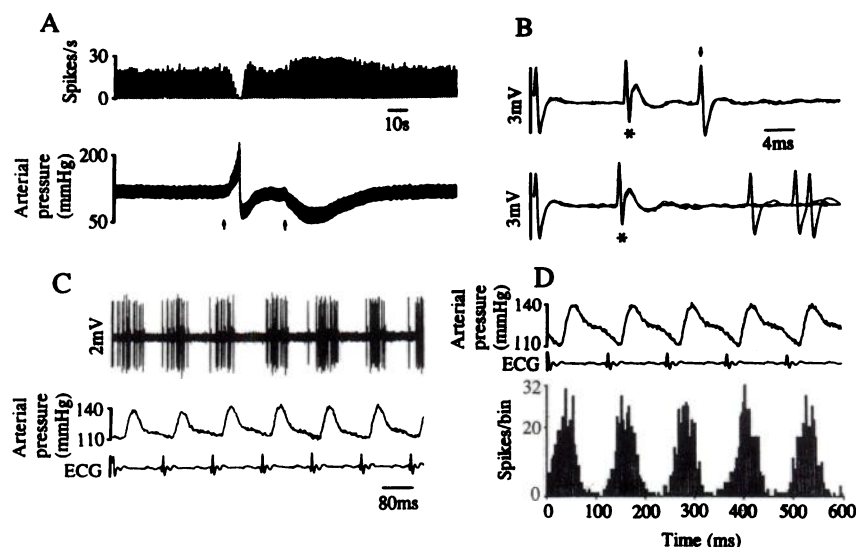 A
Spikes/s
30
0
10s
Arterial
pressure
(mmHg)
200
50
B
3mV
*
4ms
3mV
*
C
2mV
Arterial
pressure
(mmHg)
140
110
ECG
80ms
D
Arterial
pressure
(mmHg)
140
110
ECG
Spikes/bin
32
20
0
0 100 200 300 400 500 600
Time (ms)